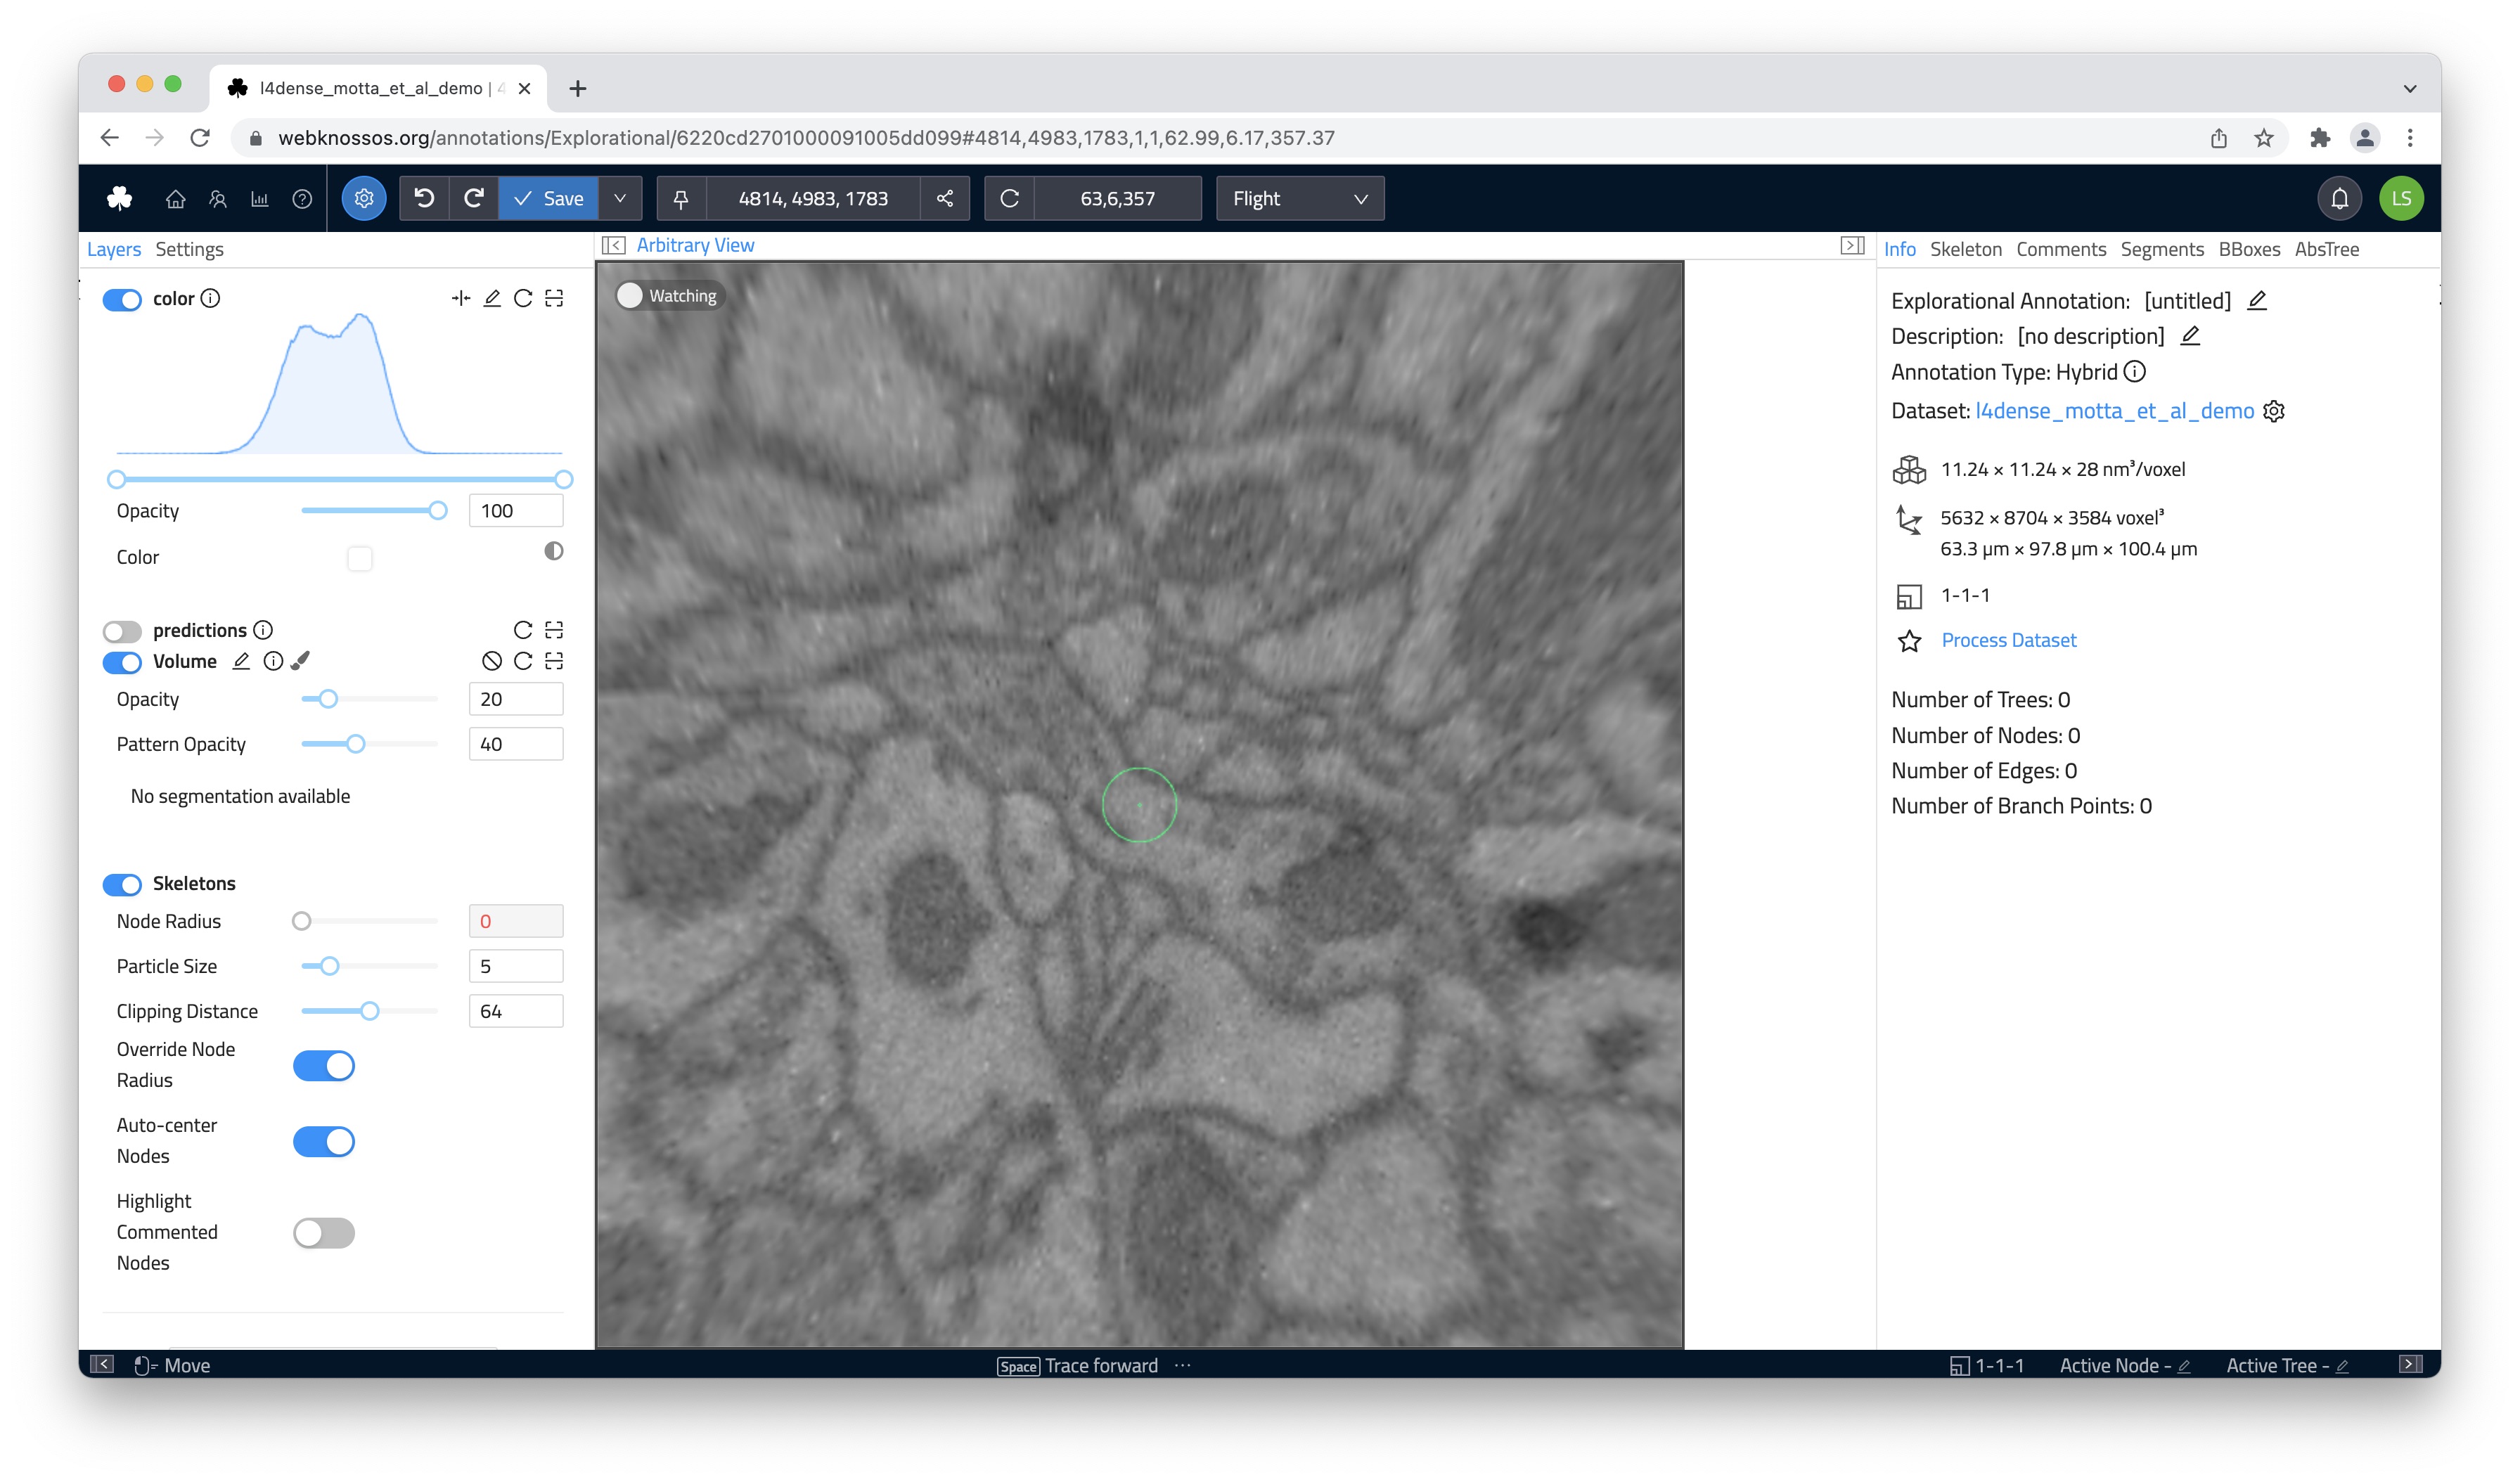 l4dense_motta_et_al_demo |
webknossos.org/annotations/Explorational/6220cd2701000091005dd099#4814,4983,1783,1,1,62.99,6.17,357.37
Save
4814, 4983, 1783
63,6,357
Flight
LS
Layers Settings
color
Opacity 100
Color
predictions
Volume
Opacity 20
Pattern Opacity 40
No segmentation available
Skeletons
Node Radius 0
Particle Size 5
Clipping Distance 64
Override Node
Radius
Auto-center
Nodes
Highlight
Commented
Nodes
Arbitrary View
Watching
Info Skeleton Comments Segments BBoxes AbsTree
Explorational Annotation: [untitled]
Description: [no description]
Annotation Type: Hybrid
Dataset: l4dense_motta_et_al_demo
11.24 × 11.24 × 28 nm³/voxel
5632 × 8704 × 3584 voxel³
63.3 µm × 97.8 µm × 100.4 µm
1-1-1
Process Dataset
Number of Trees: 0
Number of Nodes: 0
Number of Edges: 0
Number of Branch Points: 0
Move
Space Trace forward ···
1-1-1
Active Node -
Active Tree -